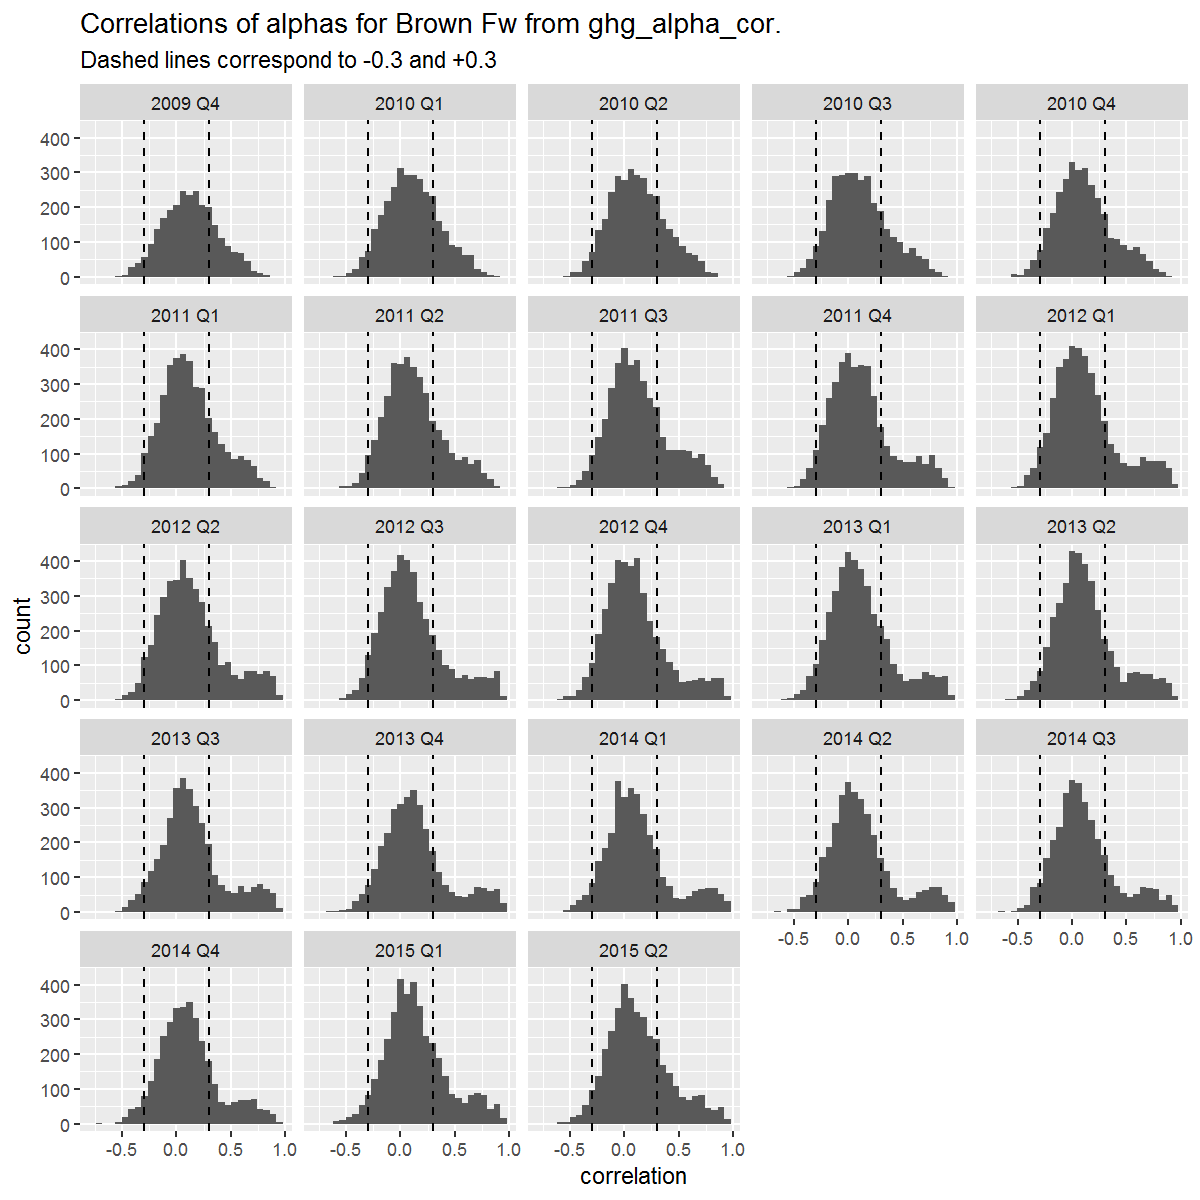 Correlations of alphas for Brown Fw from ghg_alpha_cor.
Dashed lines correspond to -0.3 and +0.3
2009 Q4 2010 Q1 2010 Q2 2010 Q3 2010 Q4
400
300
200
100
0
2011 Q1 2011 Q2 2011 Q3 2011 Q4 2012 Q1
400
300
200
100
0
2012 Q2 2012 Q3 2012 Q4 2013 Q1 2013 Q2
400
300
200
100
0
count
2013 Q3 2013 Q4 2014 Q1 2014 Q2 2014 Q3
400
300
200
100
0
-0.5 0.0 0.5 1.0 -0.5 0.0 0.5 1.0
2014 Q4 2015 Q1 2015 Q2
400
300
200
100
0
-0.5 0.0 0.5 1.0 -0.5 0.0 0.5 1.0 -0.5 0.0 0.5 1.0
correlation